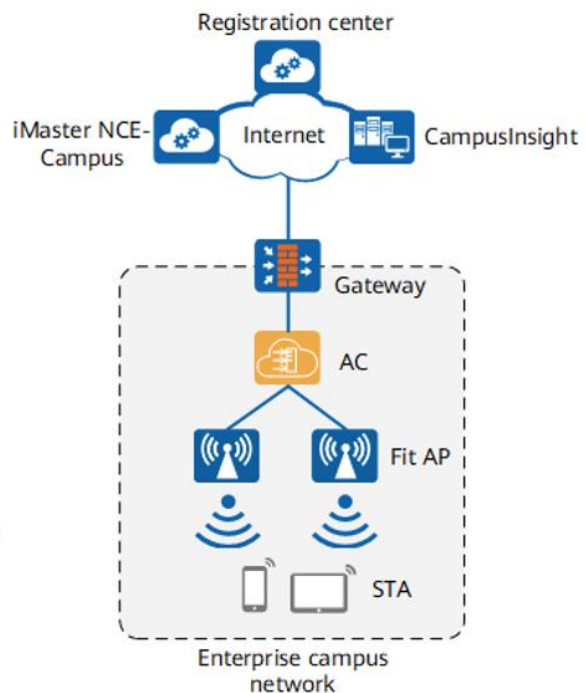 Registration center
iMaster NCE-
Campus
Internet
CampusInsight
Gateway
AC
Fit AP
STA
Enterprise campus
network